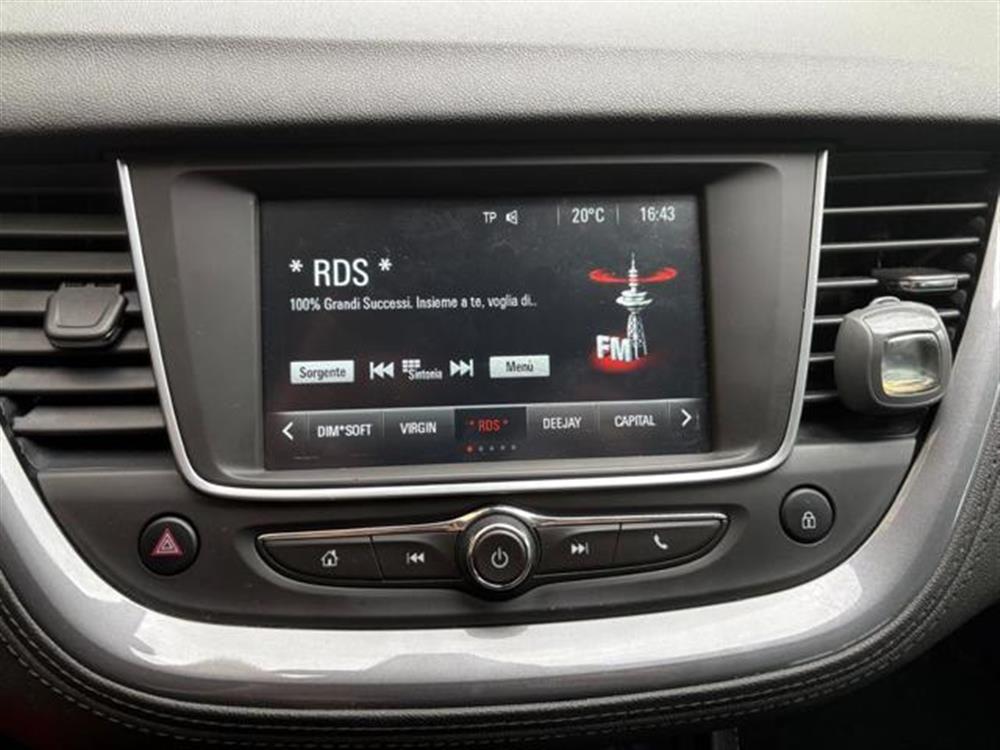 TP 20°C 16:43
* RDS *
100% Grandi Successi. Insieme a te, voglia di..
FM
Sorgente Sintonia Menù
DIM*SOFT VIRGIN * RDS * DEEJAY CAPITAL